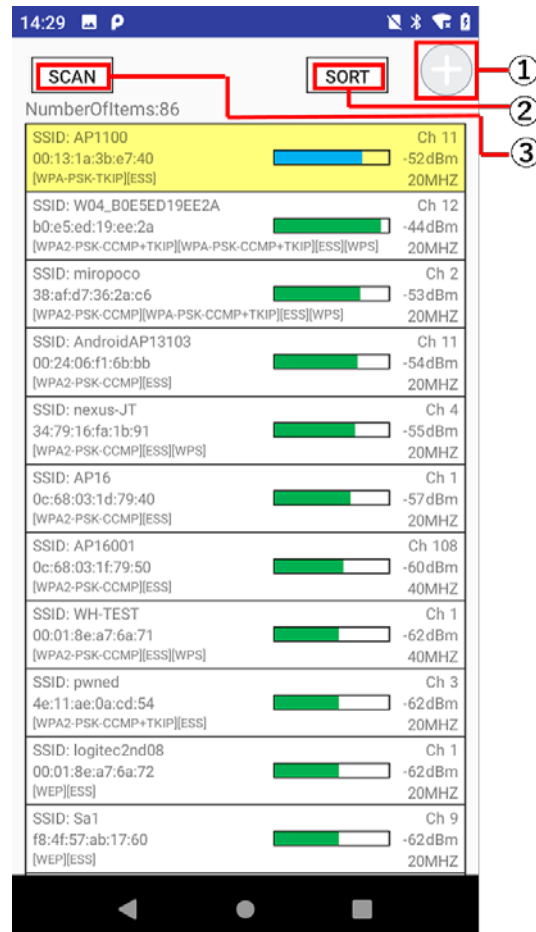 14:29
SCAN
SORT
①
②
③
NumberOfItems:86
SSID: AP1100 Ch 11
00:13:1a:3b:e7:40 -52dBm
[WPA-PSK-TKIP][ESS] 20MHZ
SSID: W04_B0E5ED19EE2A Ch 12
b0:e5:ed:19:ee:2a -44dBm
[WPA2-PSK-CCMP+TKIP][WPA-PSK-CCMP+TKIP][ESS][WPS] 20MHZ
SSID: miropoco Ch 2
38:af:d7:36:2a:c6 -53dBm
[WPA2-PSK-CCMP][WPA-PSK-CCMP+TKIP][ESS][WPS] 20MHZ
SSID: AndroidAP13103 Ch 11
00:24:06:f1:6b:bb -54dBm
[WPA2-PSK-CCMP][ESS] 20MHZ
SSID: nexus-JT Ch 4
34:79:16:fa:1b:91 -55dBm
[WPA2-PSK-CCMP][ESS][WPS] 20MHZ
SSID: AP16 Ch 1
0c:68:03:1d:79:40 -57dBm
[WPA2-PSK-CCMP][ESS] 20MHZ
SSID: AP16001 Ch 108
0c:68:03:1f:79:50 -60dBm
[WPA2-PSK-CCMP][ESS] 40MHZ
SSID: WH-TEST Ch 1
00:01:8e:a7:6a:71 -62dBm
[WPA2-PSK-CCMP][ESS][WPS] 40MHZ
SSID: pwned Ch 3
4e:11:ae:0a:cd:54 -62dBm
[WPA2-PSK-CCMP+TKIP][ESS] 20MHZ
SSID: logitec2nd08 Ch 1
00:01:8e:a7:6a:72 -62dBm
[WEP][ESS] 20MHZ
SSID: Sa1 Ch 9
f8:4f:57:ab:17:60 -62dBm
[WEP][ESS] 20MHZ